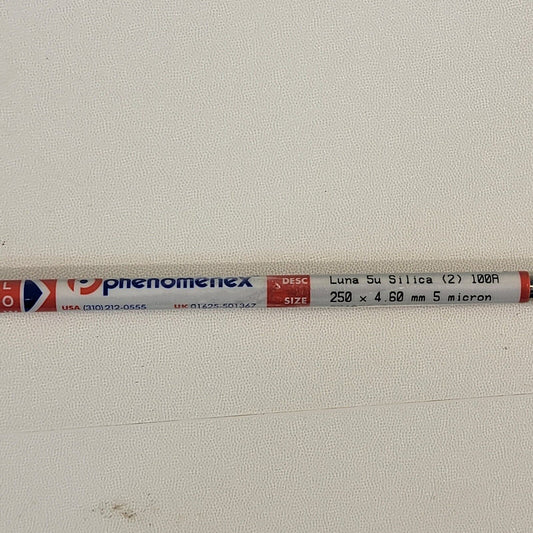 LO
phenomenex
USA (310) 212-0555 UK 01625-501367
DESC Luna 5u Silica (2) 100A
SIZE 250 x 4.60 mm 5 micron